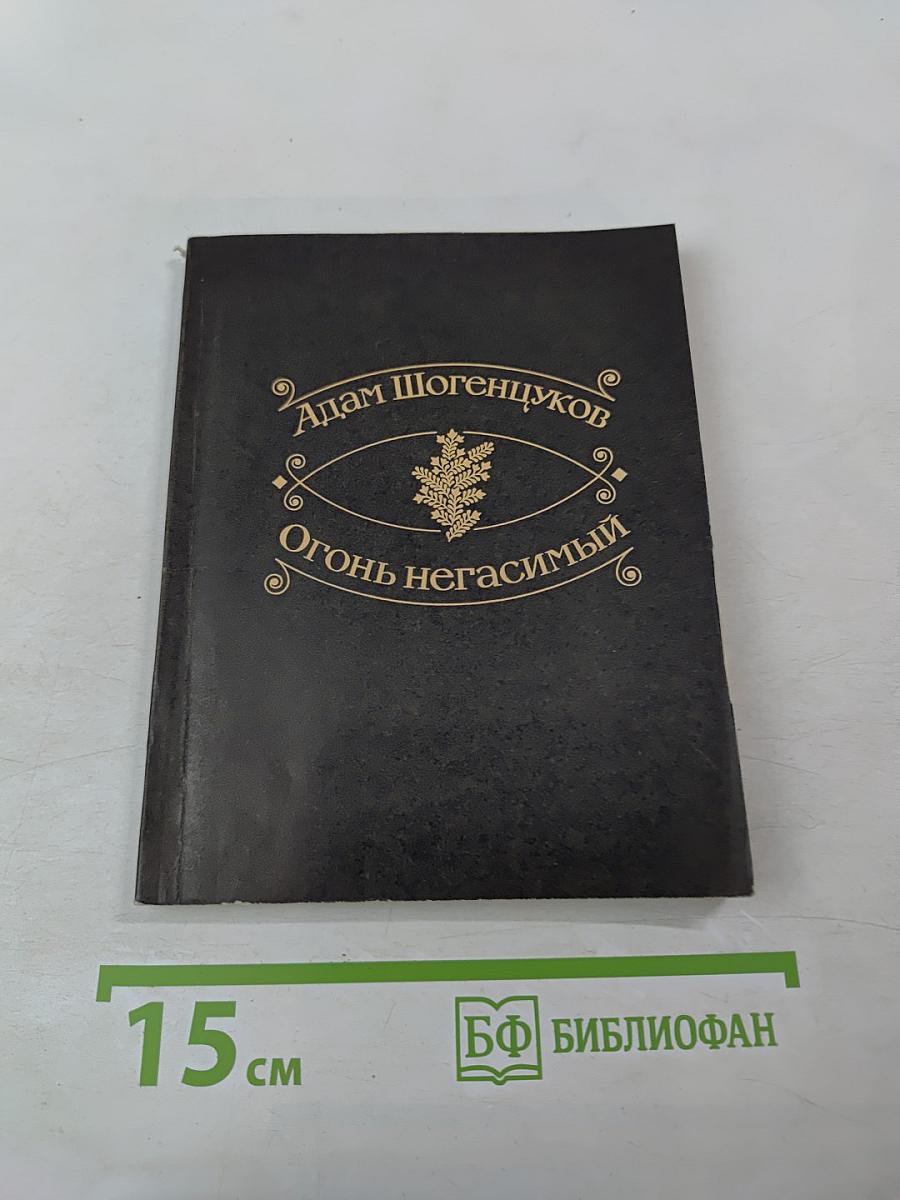 Адам Шогенцуков
Огонь негасимый
15 см
БФ БИБЛИОФАН